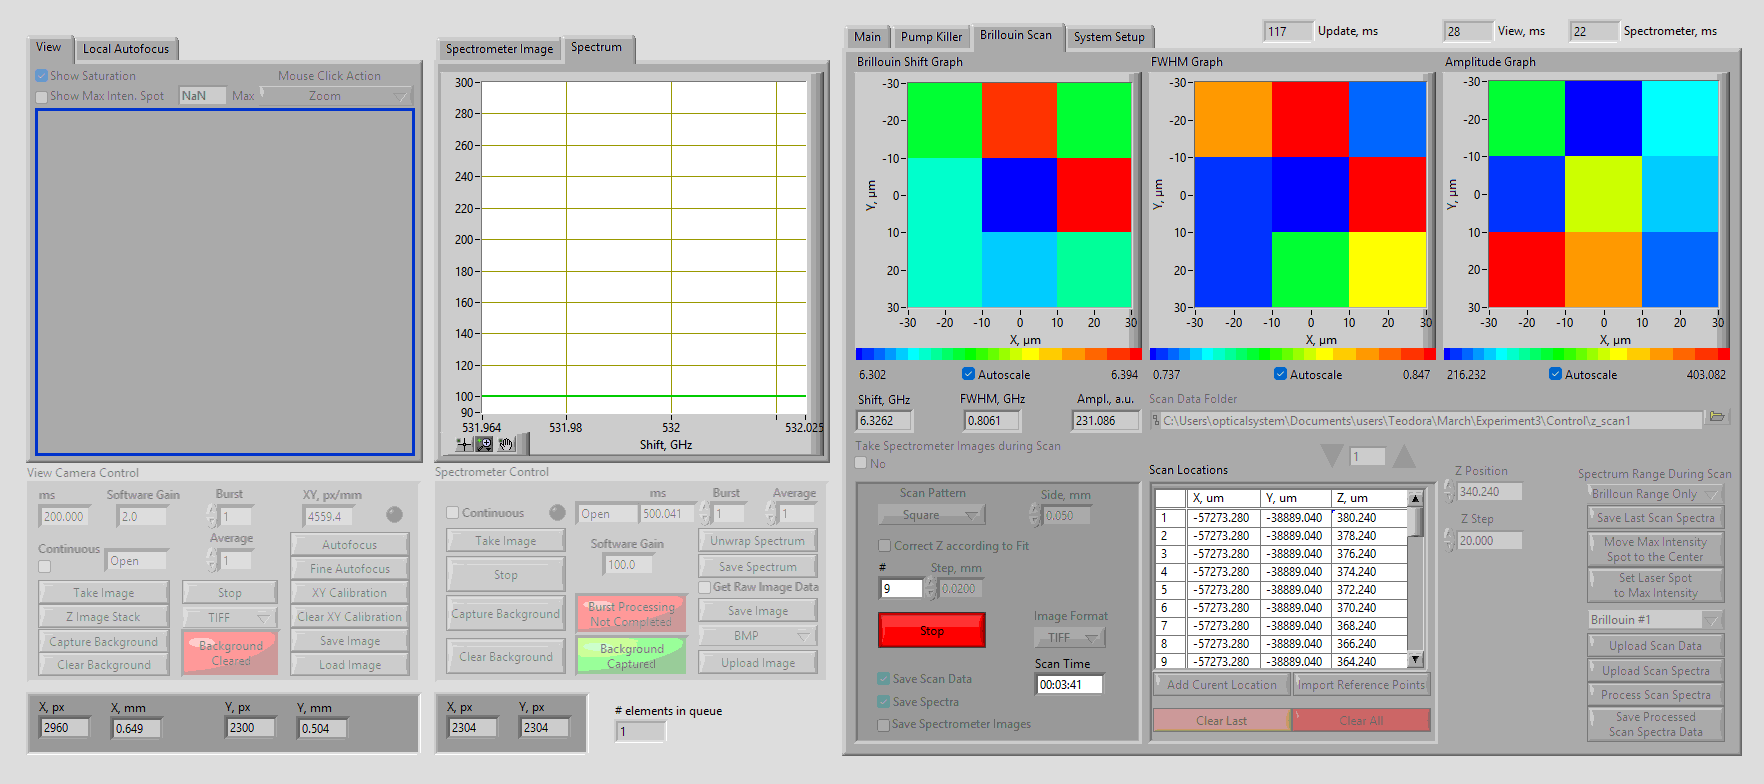 117 Update, ms 28 View, ms 22 Spectrometer, ms
View Local Autofocus
Show Saturation Mouse Click Action
Show Max Inten. Spot NaN Max Zoom
Spectrometer Image Spectrum
300
280
260
240
220
200
180
160
140
120
100
90
531.964 531.98 532 532.025
Shift, GHz
Main Pump Killer Brillouin Scan System Setup
Brillouin Shift Graph FWHM Graph Amplitude Graph
-30 -30 -30
-20 -20 -20
-10 -10 -10
0 0 0
10 10 10
20 20 20
30 30 30
Y, µm Y, µm Y, µm
-30 -20 -10 0 10 20 30 -30 -20 -10 0 10 20 30 -30 -20 -10 0 10 20 30
X, µm X, µm X, µm
6.302 Autoscale 6.394 0.737 Autoscale 0.847 216.232 Autoscale 403.082
Shift, GHz FWHM, GHz Ampl., a.u. Scan Data Folder
6.3262 0.8061 231.086 C:\Users\opticalsystem\Documents\users\Teodora\March\Experiment3\Control\z_scan1
Take Spectrometer Images during Scan
No
1
View Camera Control
ms Software Gain Burst XY, px/mm
200.000 2.0 1 4559.4
Average
Continuous Open 1
Autofocus
Fine Autofocus
Take Image Stop XY Calibration
Z Image Stack TIFF Clear XY Calibration
Capture Background Background Cleared Save Image
Clear Background Load Image
X, px X, mm Y, px Y, mm
2960 0.649 2300 0.504
Spectrometer Control
ms Burst Average
Continuous Open 500.041 1 1
Take Image Software Gain Unwrap Spectrum
Stop 100.0 Save Spectrum
Get Raw Image Data
Capture Background Burst Processing Not Completed Save Image
BMP
Clear Background Background Captured Upload Image
X, px Y, px # elements in queue
2304 2304 1
Scan Pattern Side, mm
Square 0.050
Correct Z according to Fit
# Step, mm
9 0.0200
Stop
Image Format
TIFF
Scan Time
00:03:41
Save Scan Data
Save Spectra
Save Spectrometer Images
Scan Locations
X, um Y, um Z, um
1 -57273.280 -38889.040 380.240
2 -57273.280 -38889.040 378.240
3 -57273.280 -38889.040 376.240
4 -57273.280 -38889.040 374.240
5 -57273.280 -38889.040 372.240
6 -57273.280 -38889.040 370.240
7 -57273.280 -38889.040 368.240
8 -57273.280 -38889.040 366.240
9 -57273.280 -38889.040 364.240
Add Curent Location Import Reference Points
Clear Last Clear All
Z Position
340.240
Z Step
20.000
Spectrum Range During Scan
Brilloun Range Only
Save Last Scan Spectra
Move Max Intensity
Spot to the Center
Set Laser Spot
to Max Intensity
Brillouin #1
Upload Scan Data
Upload Scan Spectra
Process Scan Spectra
Save Processed
Scan Spectra Data